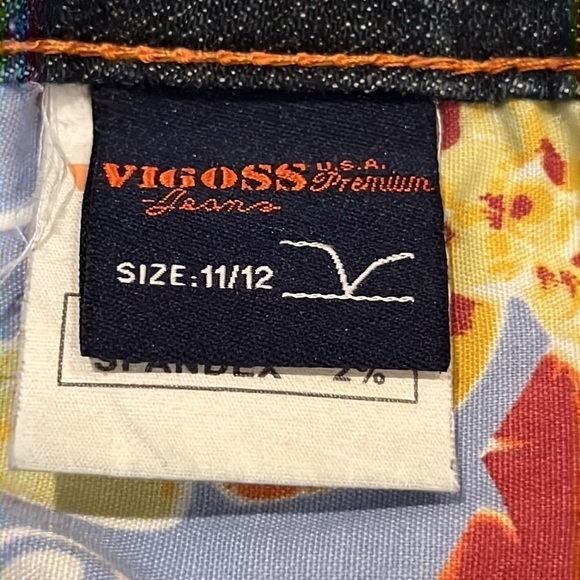 VIGOSS U.S.A. Premium
Jeans
SIZE: 11/12
SPANDEX 2%